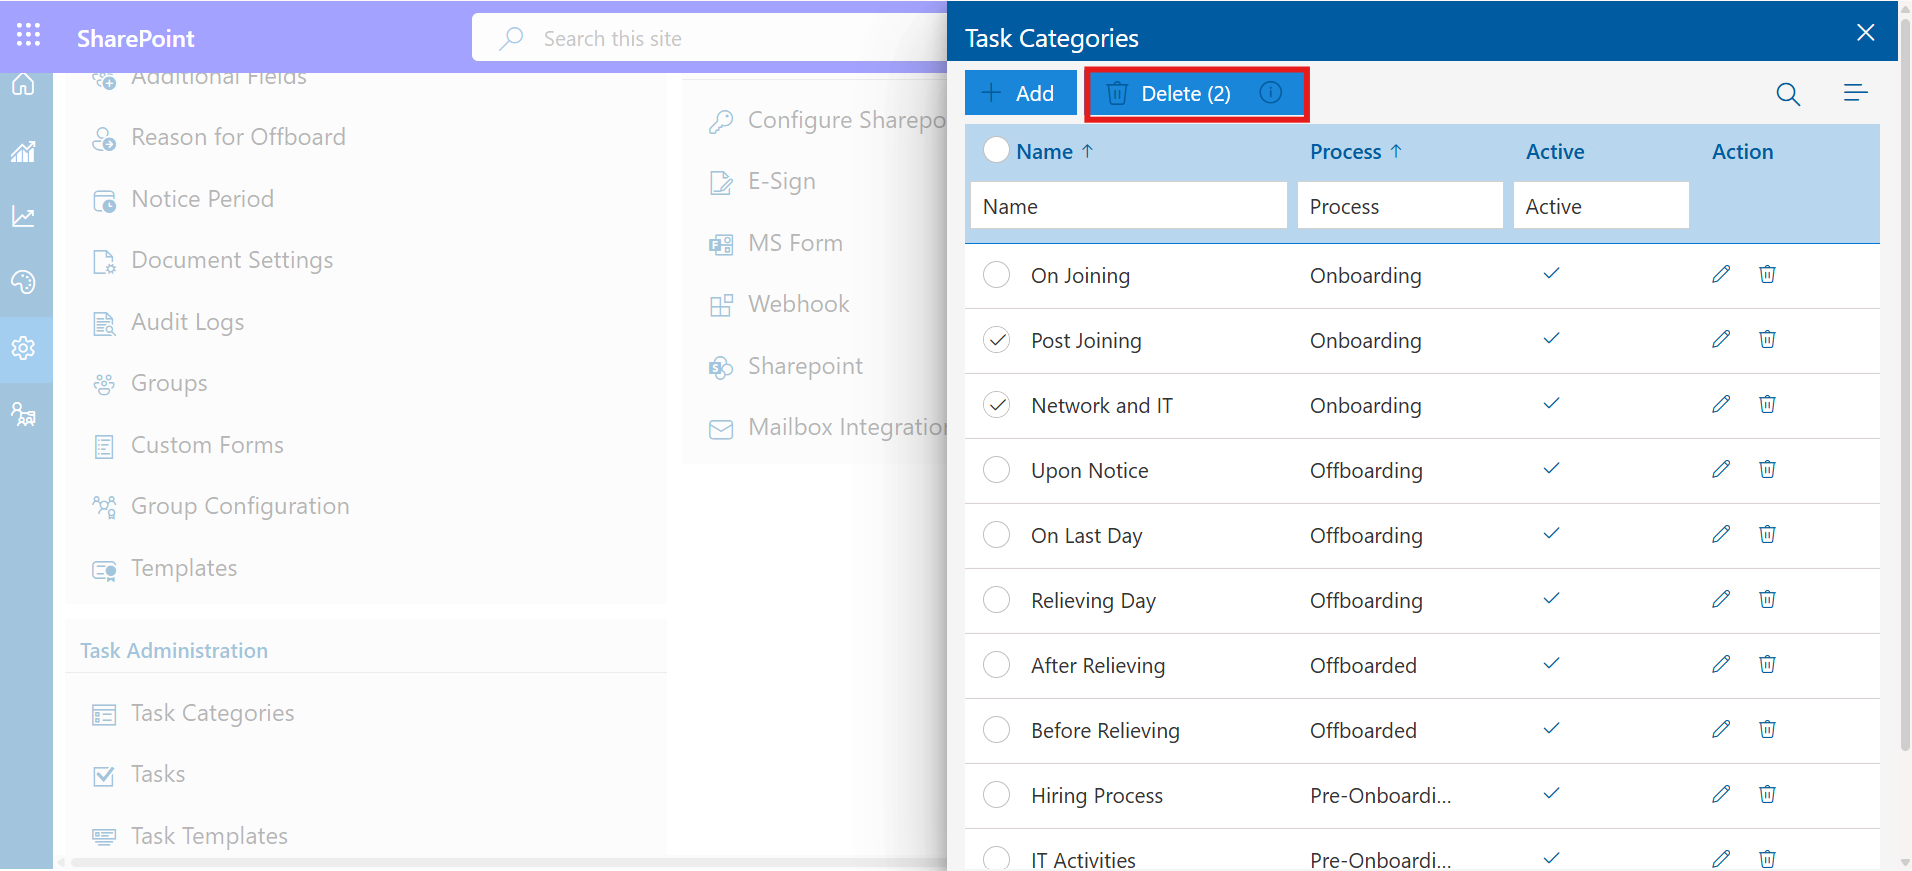 SharePoint
Search this site
Additional Fields
Reason for Offboard
Notice Period
Document Settings
Audit Logs
Groups
Custom Forms
Group Configuration
Templates
Task Administration
Task Categories
Tasks
Task Templates
Configure Sharepo
E-Sign
MS Form
Webhook
Sharepoint
Mailbox Integration
Task Categories
Add Delete (2)
Name ↑ Process ↑ Active Action
Name Process Active
On Joining Onboarding
Post Joining Onboarding
Network and IT Onboarding
Upon Notice Offboarding
On Last Day Offboarding
Relieving Day Offboarding
After Relieving Offboarded
Before Relieving Offboarded
Hiring Process Pre-Onboardi...
IT Activities Pre-Onboardi...